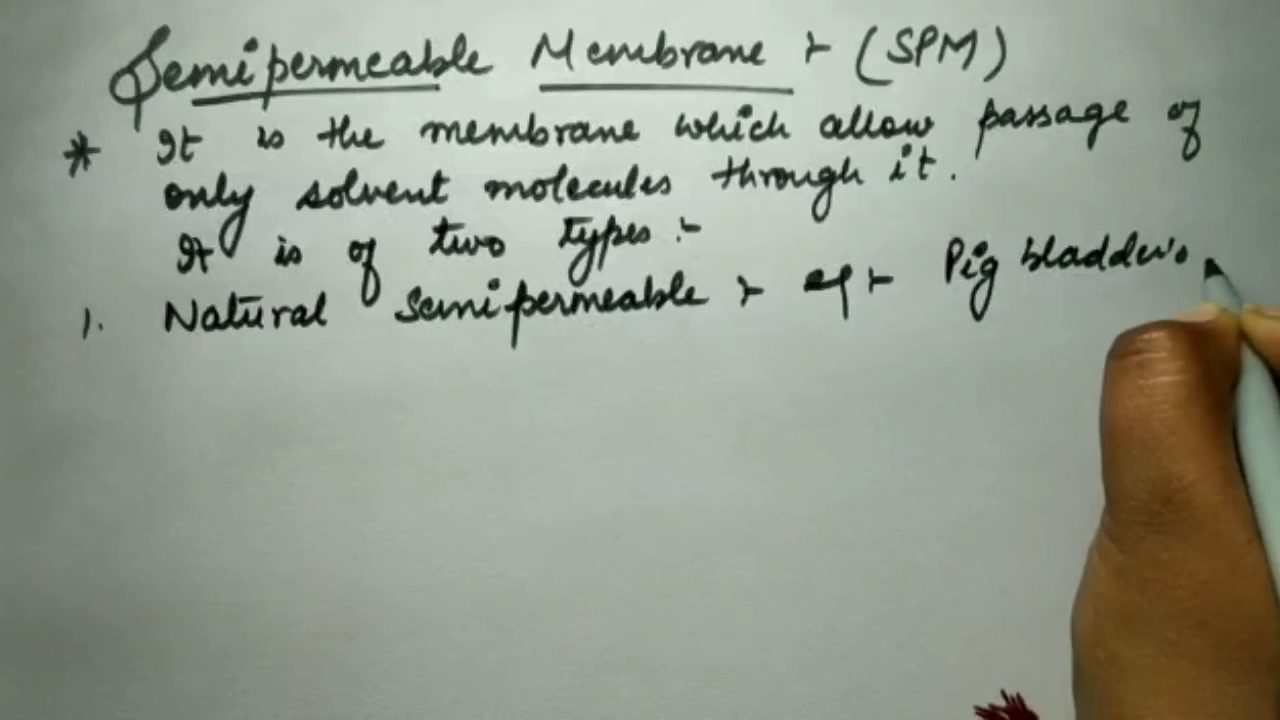 Semipermeable Membrane :- (SPM)
* It is the membrane which allow passage of
only solvent molecules through it.
It is of two types :-
1. Natural Semipermeable :- eg :- Pig bladder.